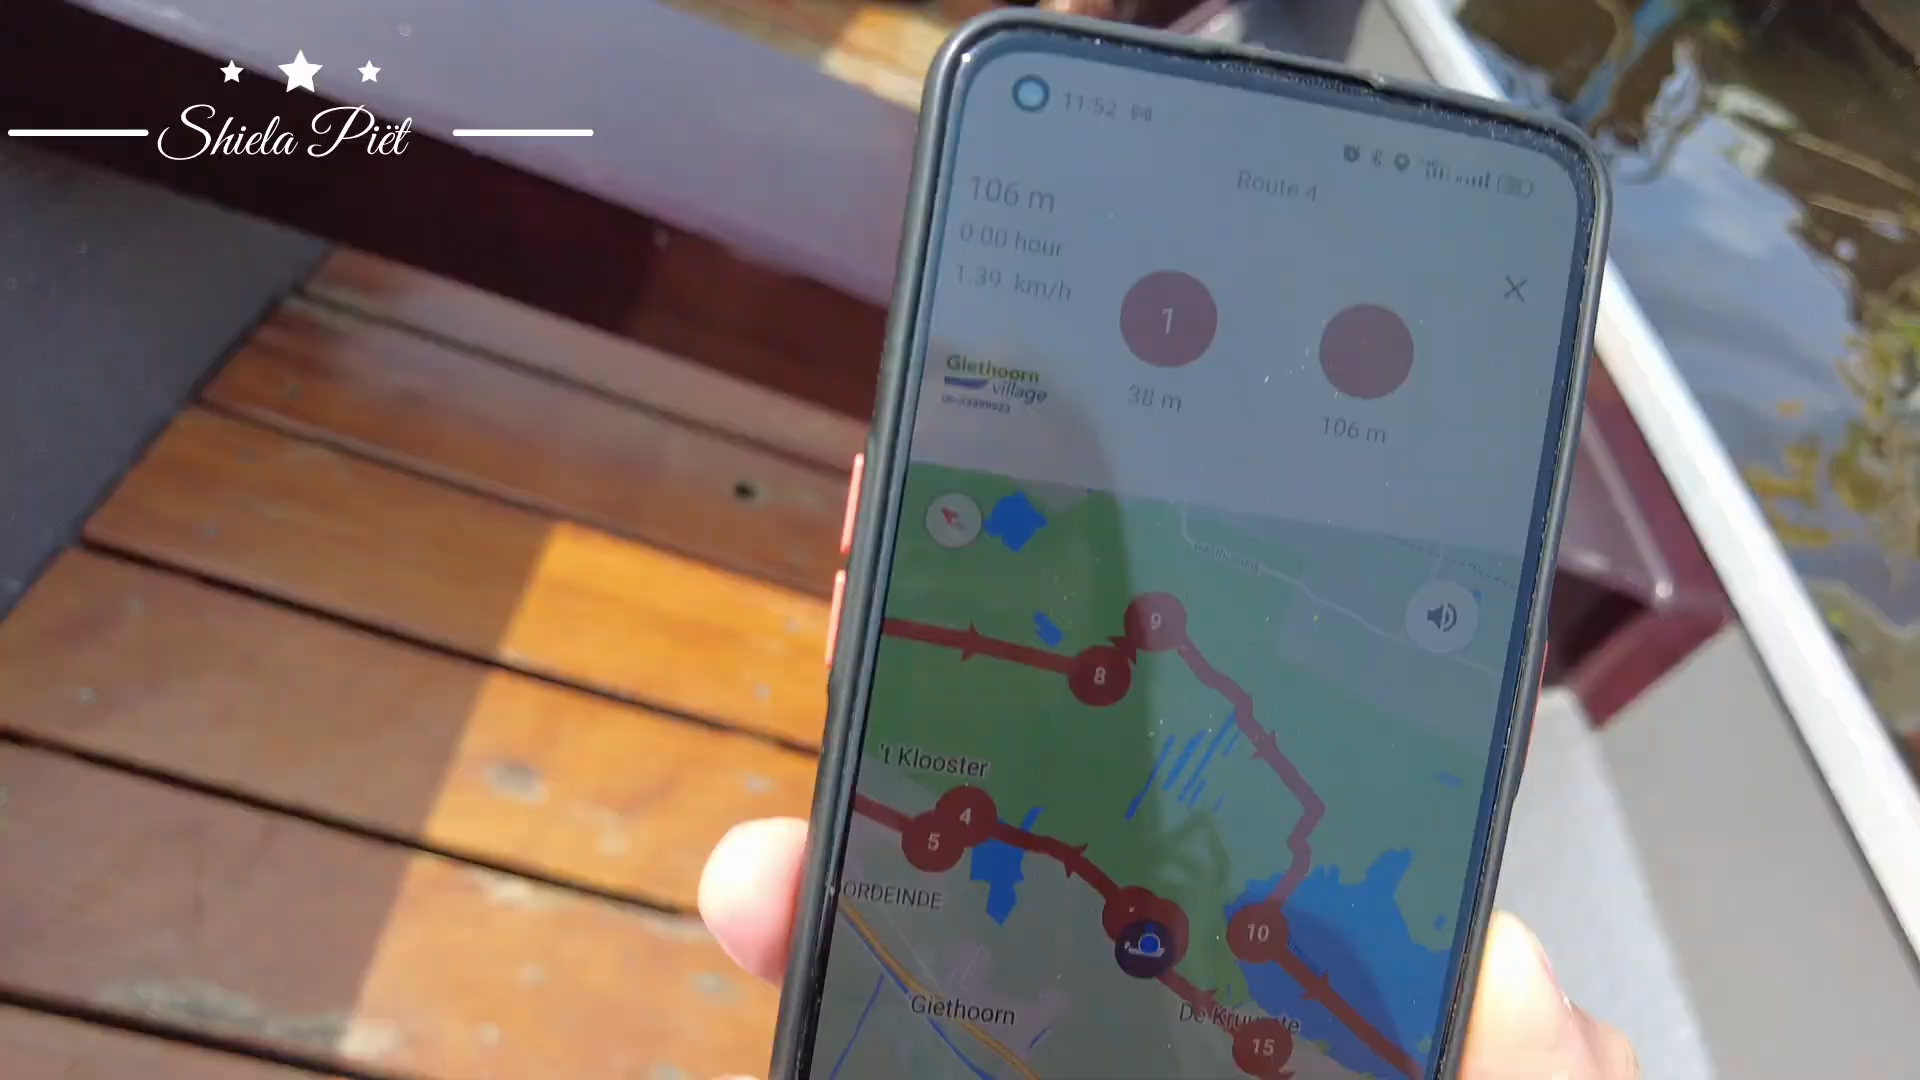 Shiela Piët
11:52
Route 4
106 m
0:00 hour
1.39 km/h
1
38 m
106 m
Giethoorn
village
9
8
't Klooster
4
5
ORDEINDE
10
Giethoorn
De
15